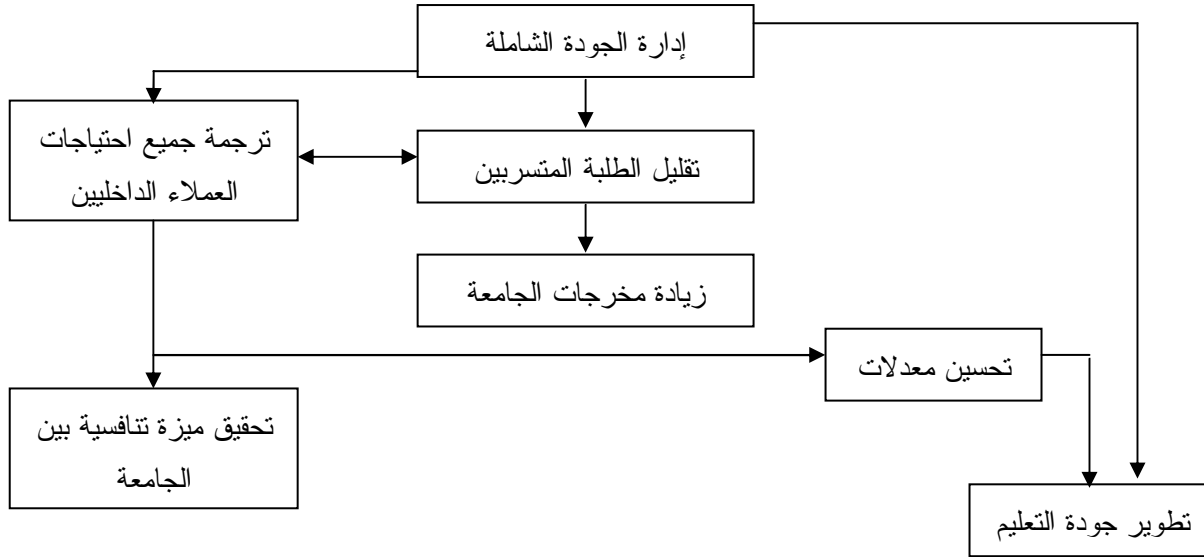 إدارة الجودة الشاملة
ترجمة جميع احتياجات
العملاء الداخليين
تقليل الطلبة المتسربين
زيادة مخرجات الجامعة
تحسين معدلات
تحقيق ميزة تنافسية بين
الجامعة
تطوير جودة التعليم